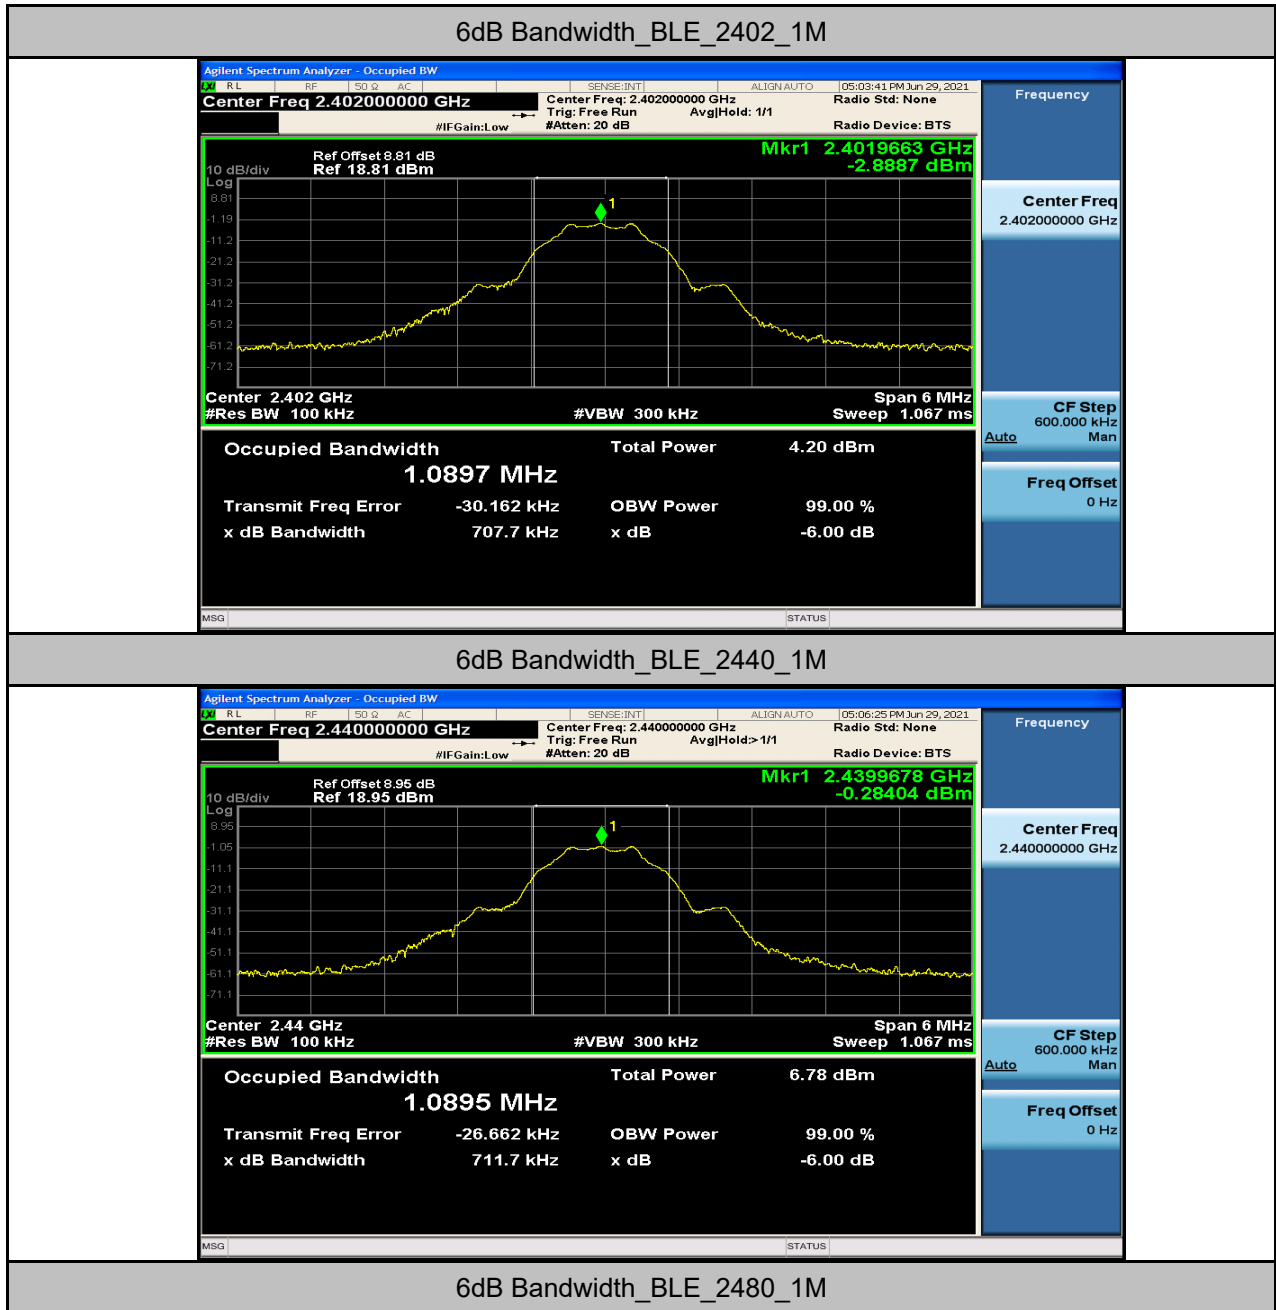 6dB Bandwidth_BLE_2402_1M
Agilent Spectrum Analyzer - Occupied BW
LXI RL RF 50 Ω AC SENSE:INT ALIGN AUTO 05:03:41 PM Jun 29, 2021
Center Freq 2.402000000 GHz
Center Freq: 2.402000000 GHz Radio Std: None
Trig: Free Run Avg|Hold: 1/1
#IFGain:Low #Atten: 20 dB Radio Device: BTS
Frequency
Mkr1 2.4019663 GHz
-2.8887 dBm
Ref Offset 8.81 dB
10 dB/div Ref 18.81 dBm
Log
8.81
-1.19
-11.2
-21.2
-31.2
-41.2
-51.2
-61.2
-71.2
1
Center 2.402 GHz Span 6 MHz
#Res BW 100 kHz #VBW 300 kHz Sweep 1.067 ms
Center Freq
2.402000000 GHz
CF Step
600.000 kHz
Auto Man
Freq Offset
0 Hz
Occupied Bandwidth Total Power 4.20 dBm
1.0897 MHz
Transmit Freq Error -30.162 kHz OBW Power 99.00 %
x dB Bandwidth 707.7 kHz x dB -6.00 dB
MSG STATUS
6dB Bandwidth_BLE_2440_1M
Agilent Spectrum Analyzer - Occupied BW
LXI RL RF 50 Ω AC SENSE:INT ALIGN AUTO 05:06:25 PM Jun 29, 2021
Center Freq 2.440000000 GHz
Center Freq: 2.440000000 GHz Radio Std: None
Trig: Free Run Avg|Hold:>1/1
#IFGain:Low #Atten: 20 dB Radio Device: BTS
Frequency
Mkr1 2.4399678 GHz
-0.28404 dBm
Ref Offset 8.95 dB
10 dB/div Ref 18.95 dBm
Log
8.95
-1.05
-11.1
-21.1
-31.1
-41.1
-51.1
-61.1
-71.1
1
Center 2.44 GHz Span 6 MHz
#Res BW 100 kHz #VBW 300 kHz Sweep 1.067 ms
Center Freq
2.440000000 GHz
CF Step
600.000 kHz
Auto Man
Freq Offset
0 Hz
Occupied Bandwidth Total Power 6.78 dBm
1.0895 MHz
Transmit Freq Error -26.662 kHz OBW Power 99.00 %
x dB Bandwidth 711.7 kHz x dB -6.00 dB
MSG STATUS
6dB Bandwidth_BLE_2480_1M